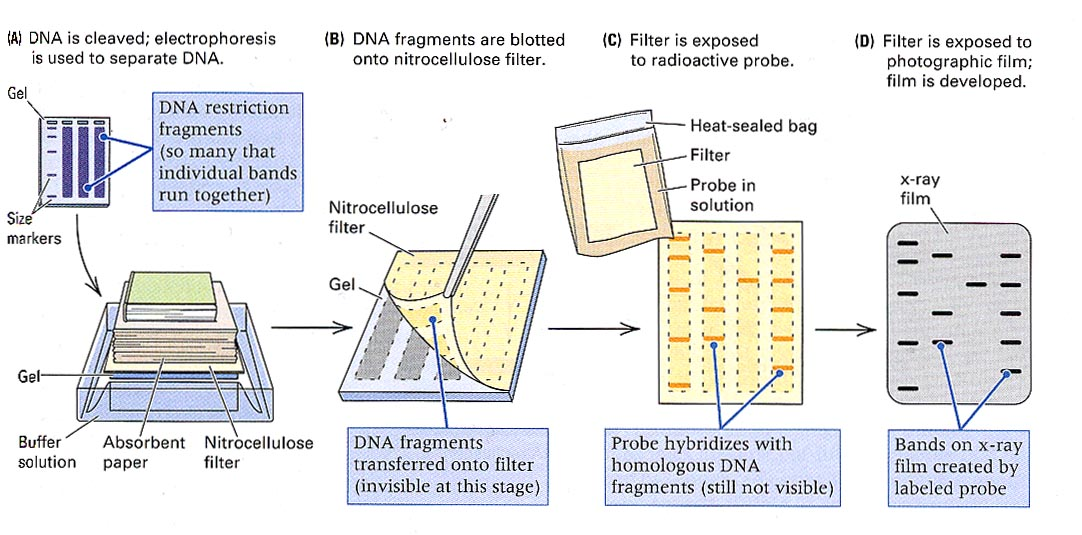 (A) DNA is cleaved; electrophoresis
is used to separate DNA.
Gel
DNA restriction
fragments
(so many that
individual bands
run together)
Size
markers
Gel
Buffer
solution
Absorbent
paper
Nitrocellulose
filter
(B) DNA fragments are blotted
onto nitrocellulose filter.
Nitrocellulose
filter
Gel
DNA fragments
transferred onto filter
(invisible at this stage)
(C) Filter is exposed
to radioactive probe.
Heat-sealed bag
Filter
Probe in
solution
Probe hybridizes with
homologous DNA
fragments (still not visible)
(D) Filter is exposed to
photographic film;
film is developed.
x-ray
film
Bands on x-ray
film created by
labeled probe